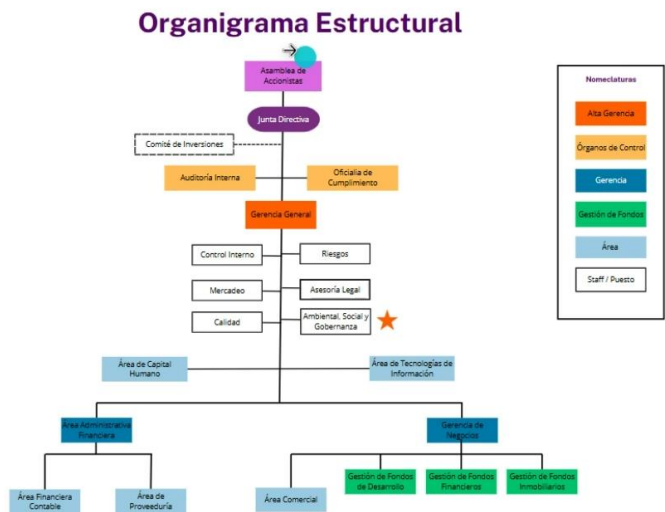 Organigrama Estructural
Asamblea de
Accionistas
Junta Directiva
Comité de Inversiones
Auditoría Interna
Oficialia de
Cumplimiento
Gerencia General
Control Interno
Riesgos
Mercadeo
Asesoría Legal
Calidad
Ambiental, Social y
Gobernanza
Área de Capital
Humano
Área de Tecnologías de
Información
Área Administrativa
Financiera
Gerencia de
Negocios
Área Financiera
Contable
Área de
Proveeduría
Área Comercial
Gestión de Fondos
de Desarrollo
Gestión de Fondos
Financieros
Gestión de Fondos
Inmobiliarios
Nomeclaturas
Alta Gerencia
Órganos de Control
Gerencia
Gestión de Fondos
Área
Staff / Puesto